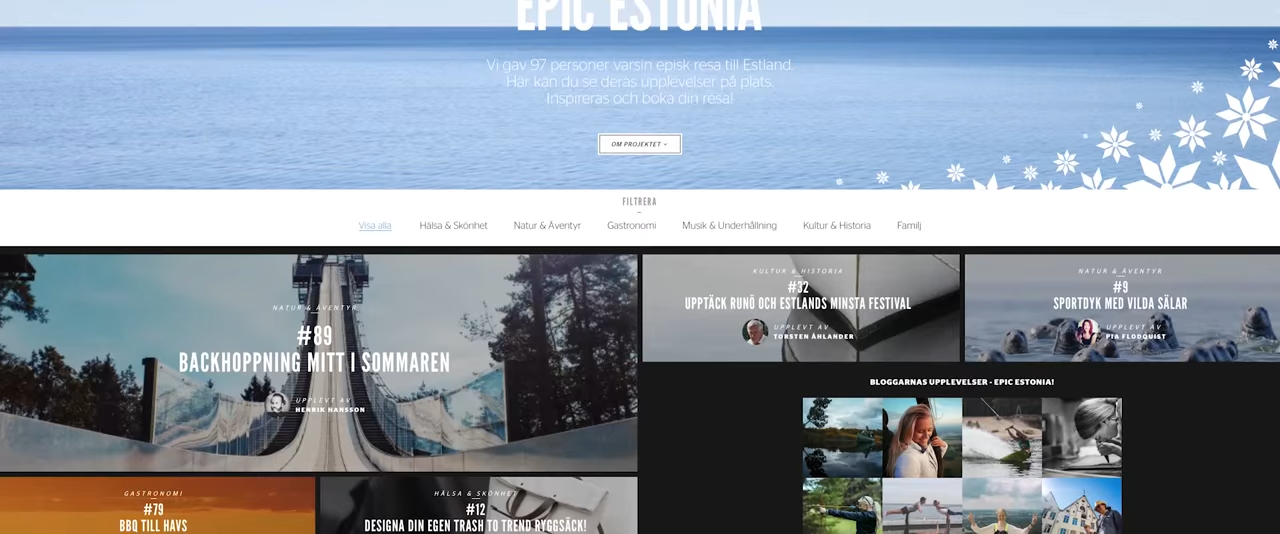 EPIC ESTONIA
Vi gav 97 personer varsin episk resa till Estland.
Här kan du se deras upplevelser på plats.
Inspireras och boka din resa!
OM PROJEKTET
FILTRERA
Visa alla
Hälsa & Skönhet
Natur & Äventyr
Gastronomi
Musik & Underhållning
Kultur & Historia
Familj
NATUR & ÄVENTYR
#89
BACKHOPPNING MITT I SOMMAREN
UPPLEVT AV
HENRIK HANSSON
KULTUR & HISTORIA
#32
UPPTÄCK RUNÖ OCH ESTLANDS MINSTA FESTIVAL
UPPLEVT AV
TORSTEN ÅHLANDER
NATUR & ÄVENTYR
#9
SPORTDYK MED VILDA SÄLAR
UPPLEVT AV
PIA FLODQUIST
BLOGGARNAS UPPLEVELSER - EPIC ESTONIA!
GASTRONOMI
#79
BBQ TILL HAVS
HÄLSA & SKÖNHET
#12
DESIGNA DIN EGEN TRASH TO TREND RYGGSÄCK!